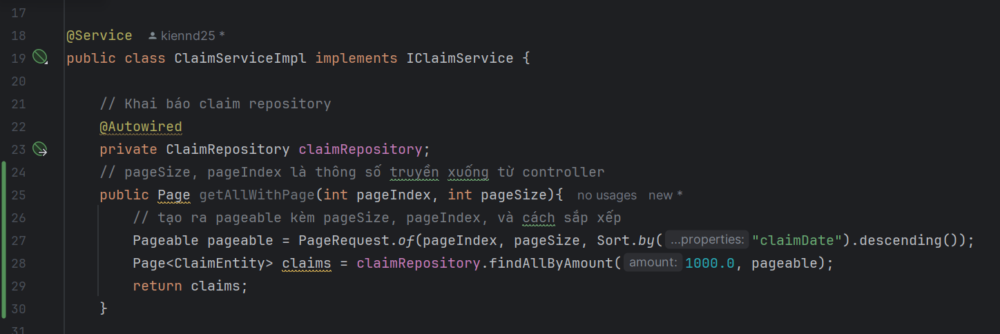 17
18 @Service kiennd25 *
19 public class ClaimServiceImpl implements IClaimService {
20
21 // Khai báo claim repository
22 @Autowired
23 private ClaimRepository claimRepository;
24 // pageSize, pageIndex là thông số truyền xuống từ controller
25 public Page getAllWithPage(int pageIndex, int pageSize){ no usages new *
26 // tạo ra pageable kèm pageSize, pageIndex, và cách sắp xếp
27 Pageable pageable = PageRequest.of(pageIndex, pageSize, Sort.by( ...properties: "claimDate").descending());
28 Page<ClaimEntity> claims = claimRepository.findAllByAmount( amount: 1000.0, pageable);
29 return claims;
30 }
31